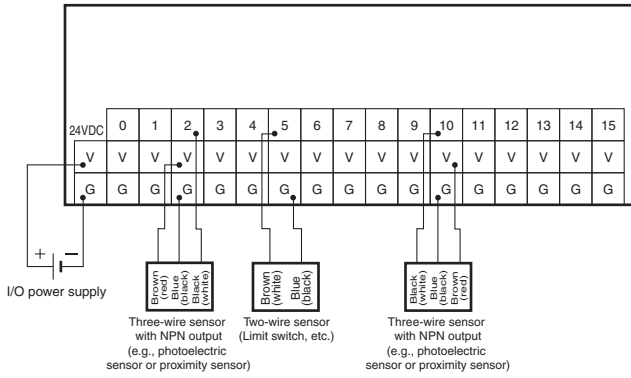 24VDC 0 1 2 3 4 5 6 7 8 9 10 11 12 13 14 15
V V V V V V V V V V V V V V V V V
G G G G G G G G G G G G G G G G G
+ −
I/O power supply
Brown (red)
Blue (black)
Black (white)
Three-wire sensor
with NPN output
(e.g., photoelectric
sensor or proximity sensor)
Brown (white)
Blue (black)
Two-wire sensor
(Limit switch, etc.)
Black (white)
Blue (black)
Brown (red)
Three-wire sensor
with NPN output
(e.g., photoelectric
sensor or proximity sensor)